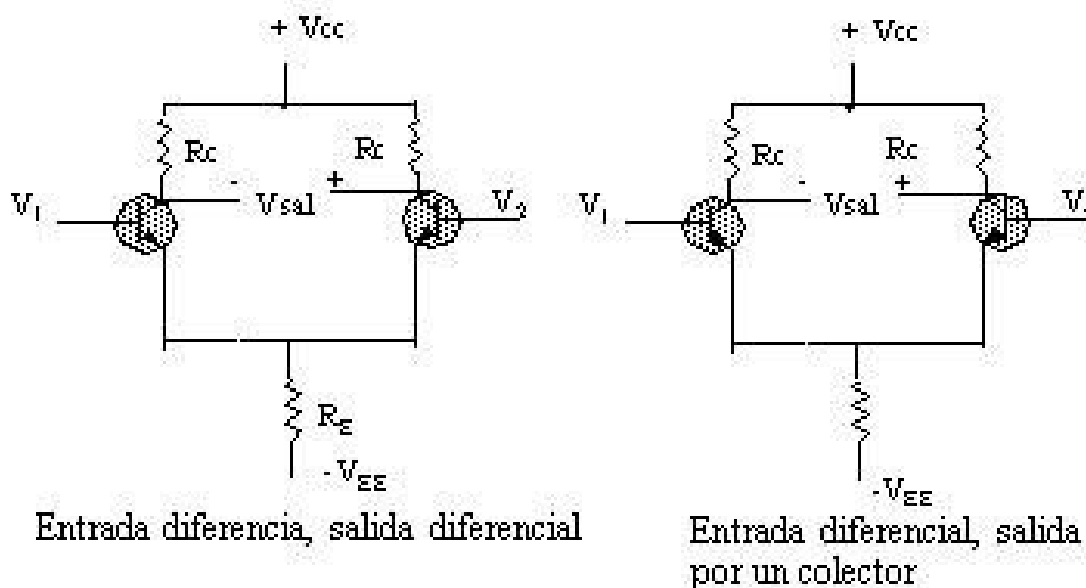 + Vcc
Rc
Rc
V1
-
Vsal
+
V2
RE
- VEE
Entrada diferencia, salida diferencial
+ Vcc
Rc
Rc
V1
-
Vsal
+
-VEE
Entrada diferencial, salida
por un colector